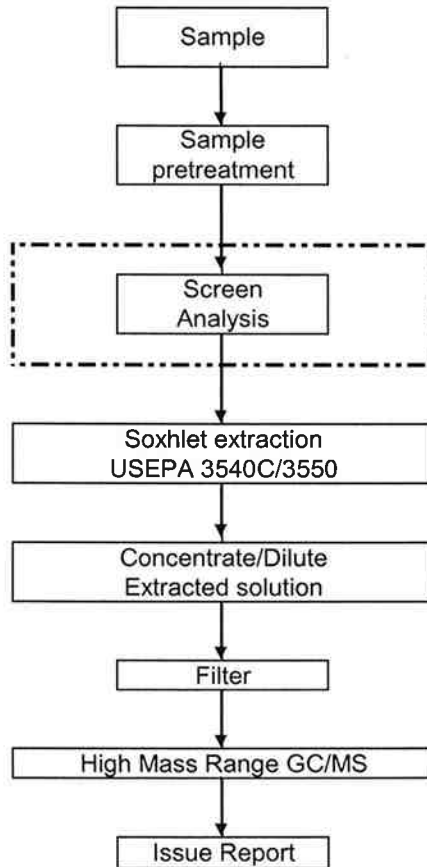 Sample
Sample
pretreatment
Screen
Analysis
Soxhlet extraction
USEPA 3540C/3550
Concentrate/Dilute
Extracted solution
Filter
High Mass Range GC/MS
Issue Report